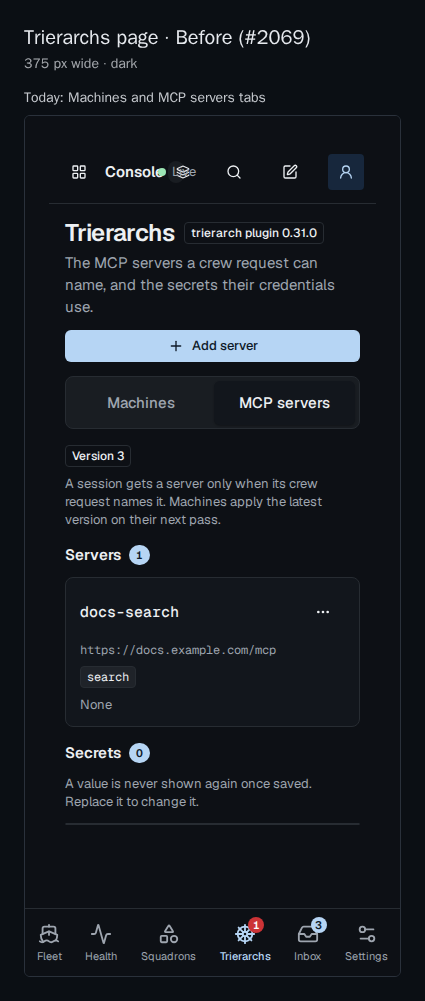 Trierarchs page · Before (#2069)
375 px wide · dark
Today: Machines and MCP servers tabs
Console
Trierarchs trierarch plugin 0.31.0
The MCP servers a crew request can
name, and the secrets their credentials
use.
+ Add server
Machines MCP servers
Version 3
A session gets a server only when its crew
request names it. Machines apply the latest
version on their next pass.
Servers 1
docs-search
https://docs.example.com/mcp
search
None
Secrets 0
A value is never shown again once saved.
Replace it to change it.
1 3
Fleet Health Squadrons Trierarchs Inbox Settings